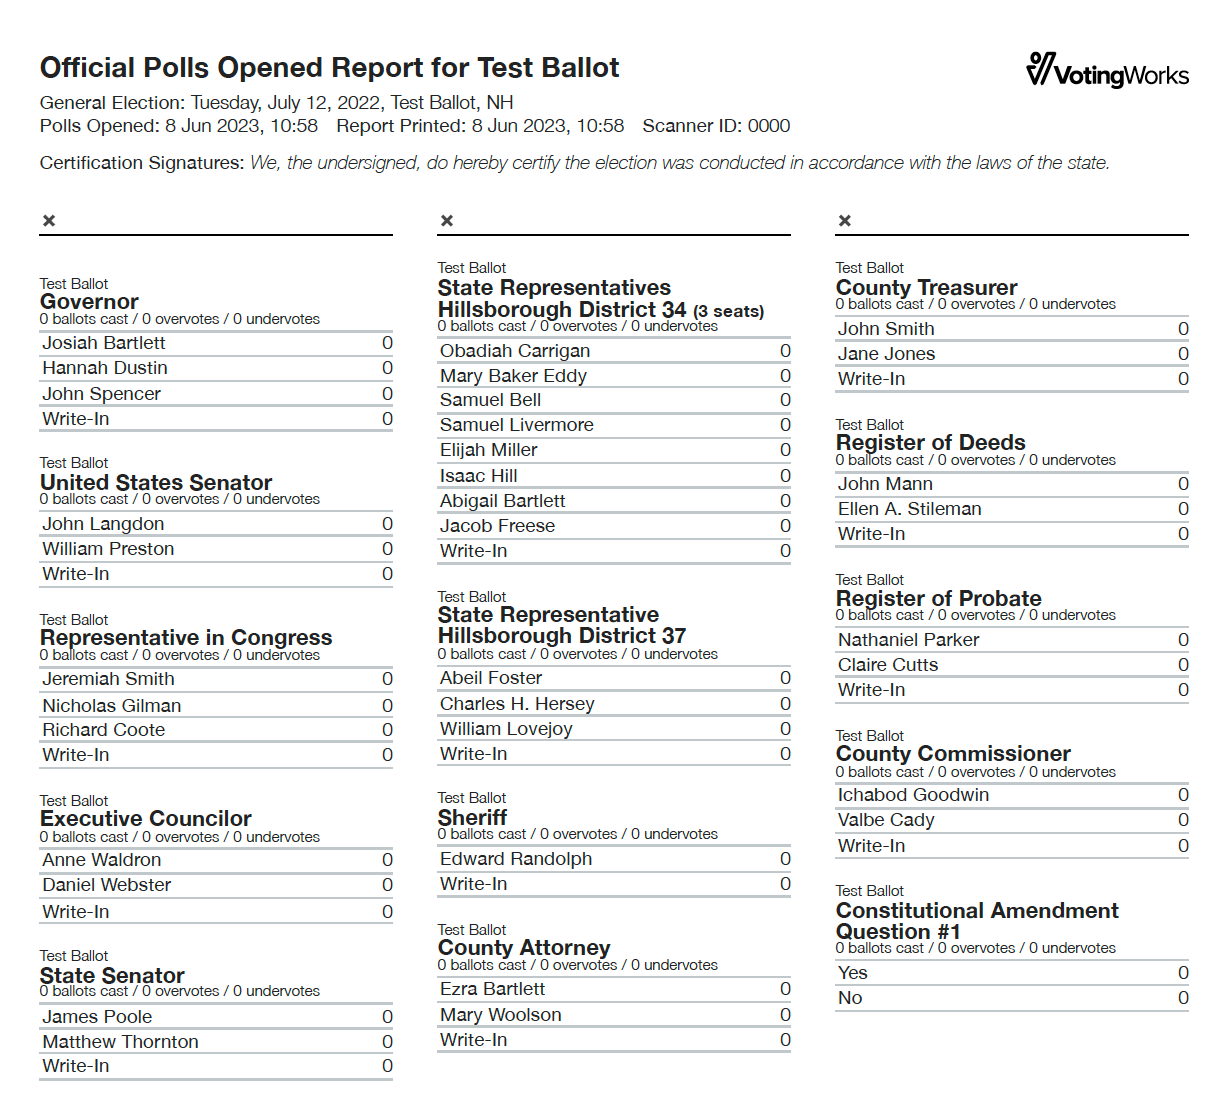 Official Polls Opened Report for Test Ballot
VotingWorks
General Election: Tuesday, July 12, 2022, Test Ballot, NH
Polls Opened: 8 Jun 2023, 10:58 Report Printed: 8 Jun 2023, 10:58 Scanner ID: 0000
Certification Signatures: We, the undersigned, do hereby certify the election was conducted in accordance with the laws of the state.
× × ×
Test Ballot
Governor
0 ballots cast / 0 overvotes / 0 undervotes
Josiah Bartlett 0
Hannah Dustin 0
John Spencer 0
Write-In 0
Test Ballot
United States Senator
0 ballots cast / 0 overvotes / 0 undervotes
John Langdon 0
William Preston 0
Write-In 0
Test Ballot
Representative in Congress
0 ballots cast / 0 overvotes / 0 undervotes
Jeremiah Smith 0
Nicholas Gilman 0
Richard Coote 0
Write-In 0
Test Ballot
Executive Councilor
0 ballots cast / 0 overvotes / 0 undervotes
Anne Waldron 0
Daniel Webster 0
Write-In 0
Test Ballot
State Senator
0 ballots cast / 0 overvotes / 0 undervotes
James Poole 0
Matthew Thornton 0
Write-In 0
Test Ballot
State Representatives
Hillsborough District 34 (3 seats)
0 ballots cast / 0 overvotes / 0 undervotes
Obadiah Carrigan 0
Mary Baker Eddy 0
Samuel Bell 0
Samuel Livermore 0
Elijah Miller 0
Isaac Hill 0
Abigail Bartlett 0
Jacob Freese 0
Write-In 0
Test Ballot
State Representative
Hillsborough District 37
0 ballots cast / 0 overvotes / 0 undervotes
Abeil Foster 0
Charles H. Hersey 0
William Lovejoy 0
Write-In 0
Test Ballot
Sheriff
0 ballots cast / 0 overvotes / 0 undervotes
Edward Randolph 0
Write-In 0
Test Ballot
County Attorney
0 ballots cast / 0 overvotes / 0 undervotes
Ezra Bartlett 0
Mary Woolson 0
Write-In 0
Test Ballot
County Treasurer
0 ballots cast / 0 overvotes / 0 undervotes
John Smith 0
Jane Jones 0
Write-In 0
Test Ballot
Register of Deeds
0 ballots cast / 0 overvotes / 0 undervotes
John Mann 0
Ellen A. Stileman 0
Write-In 0
Test Ballot
Register of Probate
0 ballots cast / 0 overvotes / 0 undervotes
Nathaniel Parker 0
Claire Cutts 0
Write-In 0
Test Ballot
County Commissioner
0 ballots cast / 0 overvotes / 0 undervotes
Ichabod Goodwin 0
Valbe Cady 0
Write-In 0
Test Ballot
Constitutional Amendment
Question #1
0 ballots cast / 0 overvotes / 0 undervotes
Yes 0
No 0